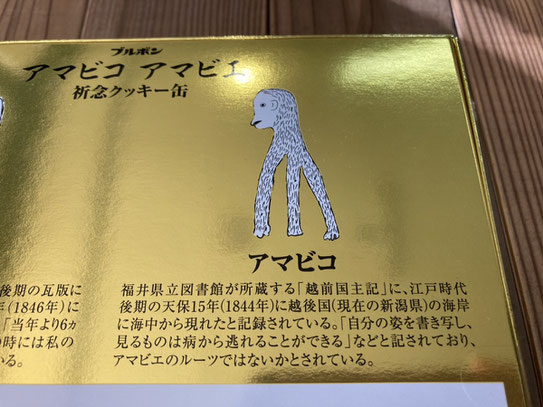 ブルボン
アマビコ アマビエ
祈念クッキー缶
アマビコ
後期の瓦版に
年(1846年)に
「当年より6ヵ
の時には私の
いる。
福井県立図書館が所蔵する「越前国主記」に、江戸時代
後期の天保15年(1844年)に越後国(現在の新潟県)の海岸
に海中から現れたと記録されている。「自分の姿を書き写し、
見るものは病から逃れることができる」などと記されており、
アマビエのルーツではないかとされている。